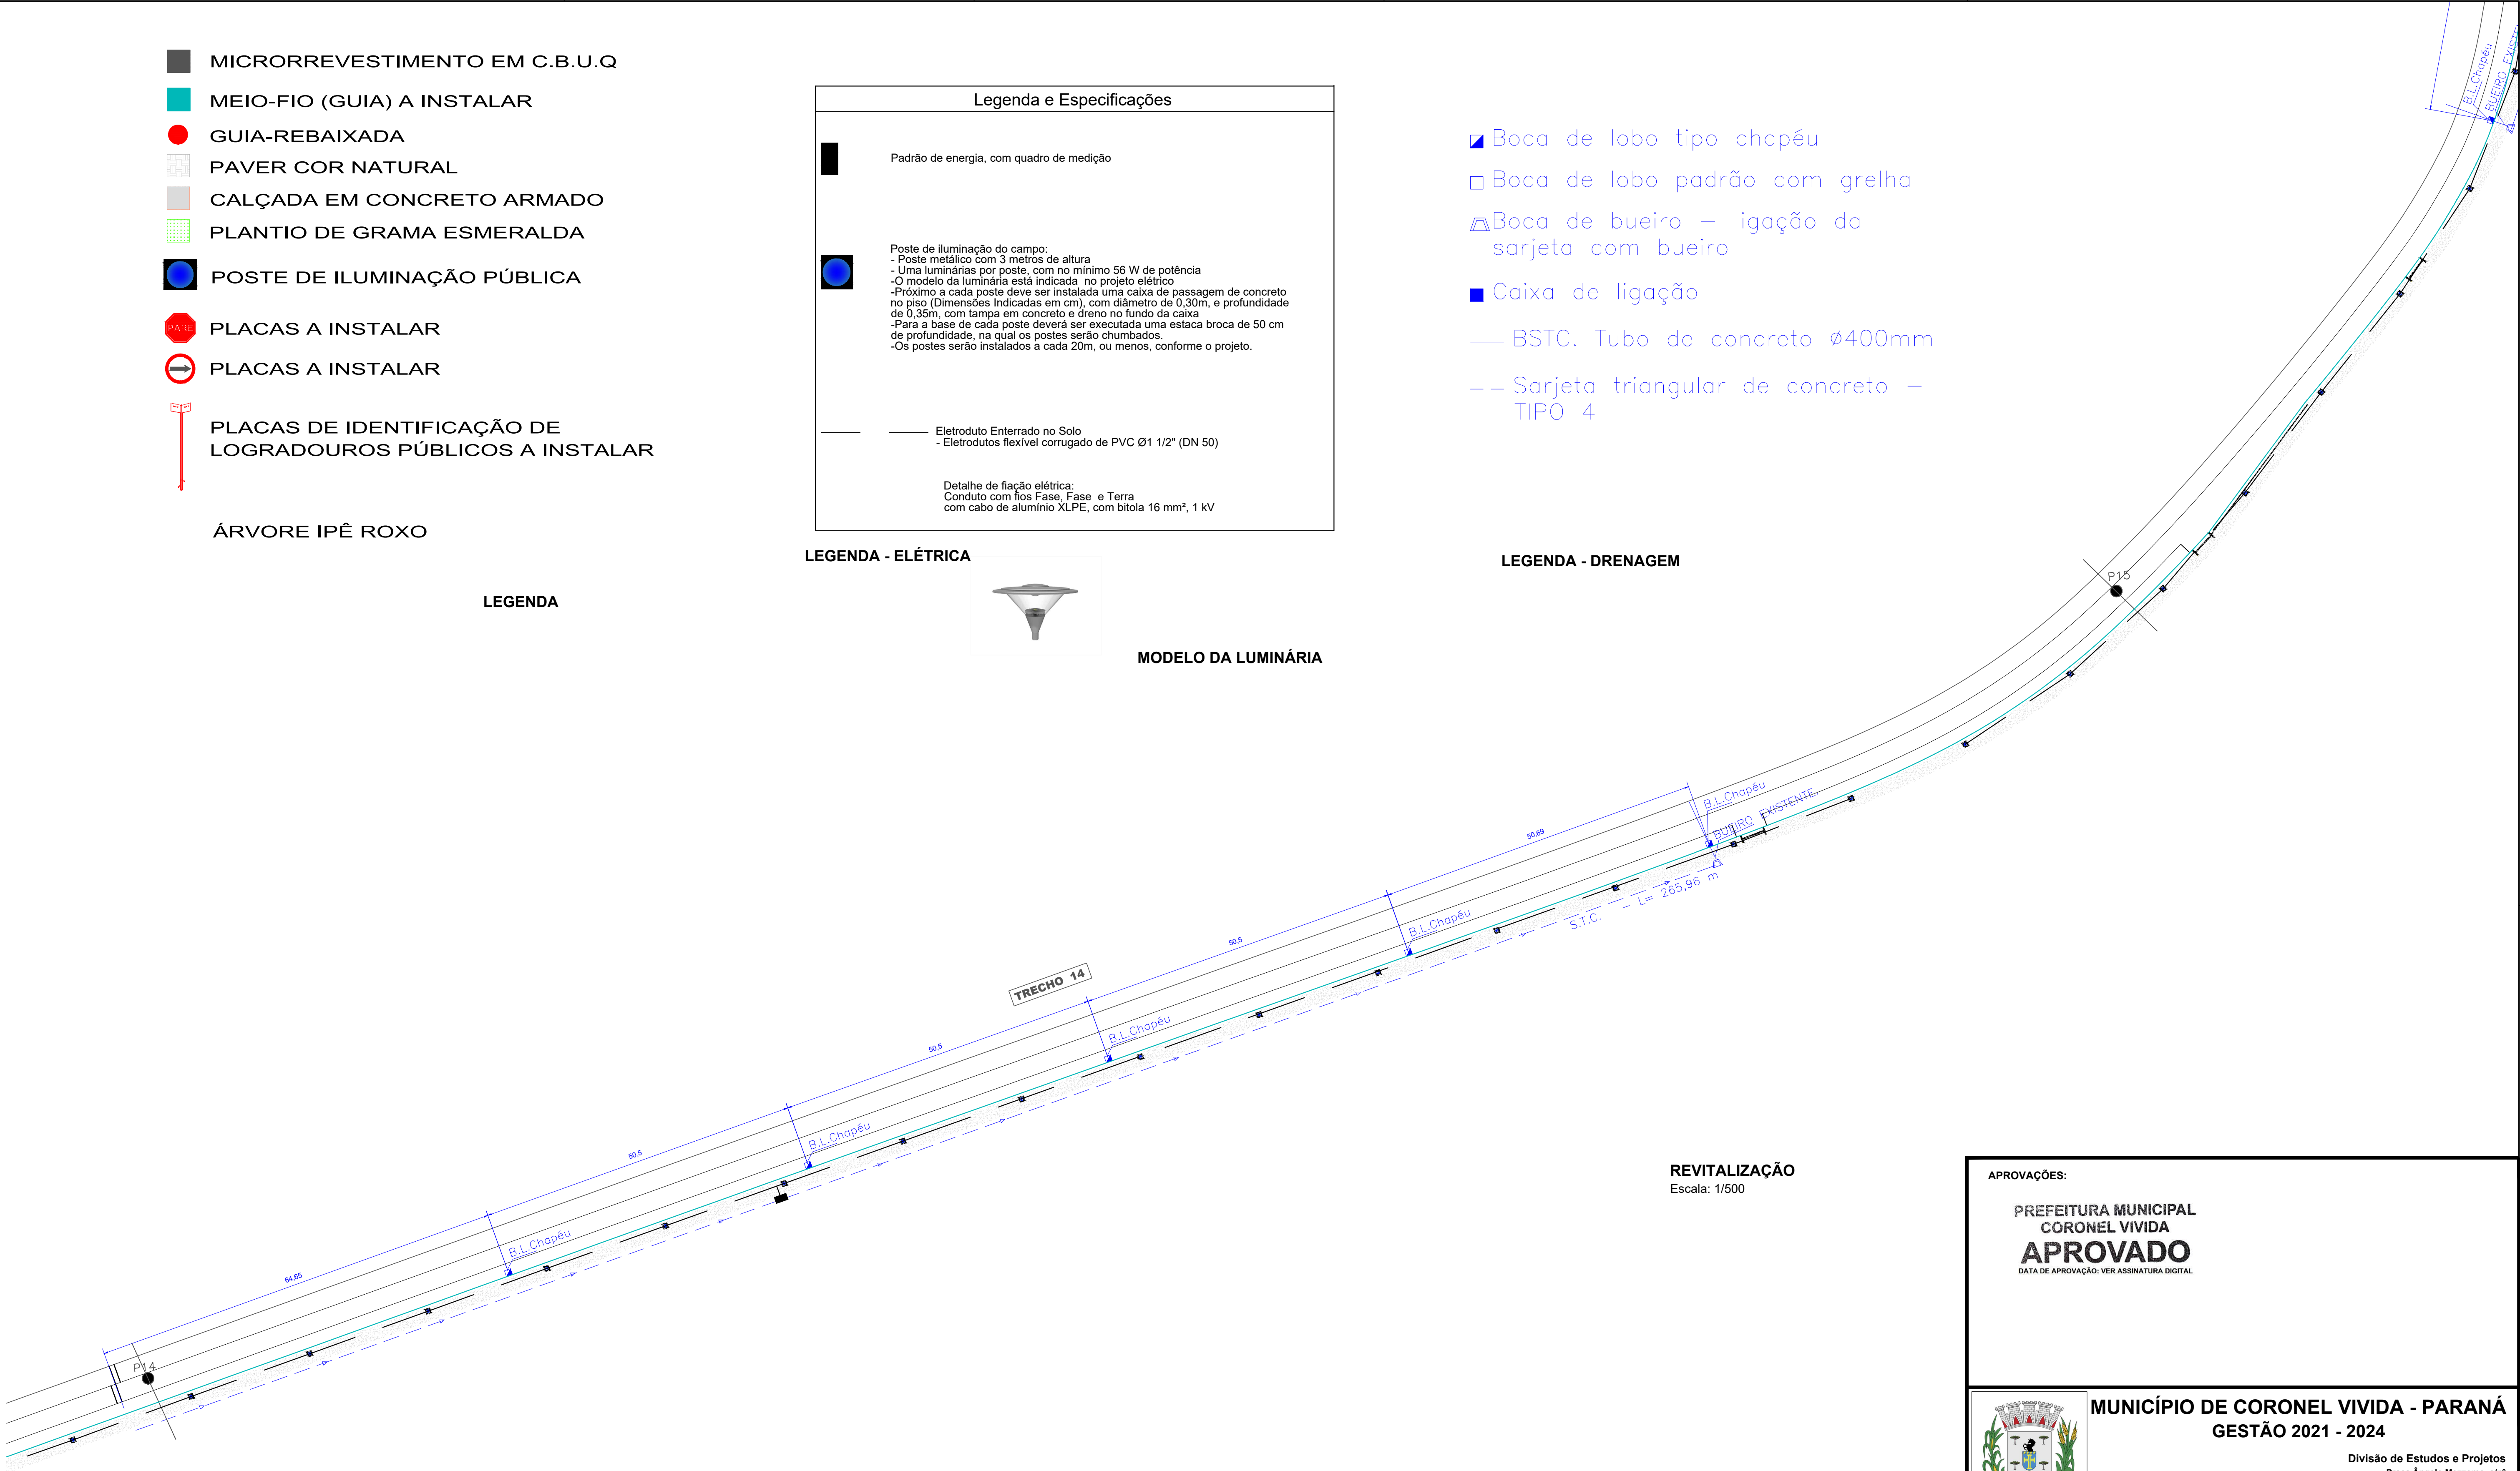 MICRORREVESTIMENTO EM C.B.U.Q
MEIO-FIO (GUIA) A INSTALAR
GUIA-REBAIXADA
PAVER COR NATURAL
CALÇADA EM CONCRETO ARMADO
PLANTIO DE GRAMA ESMERALDA
POSTE DE ILUMINAÇÃO PÚBLICA
PARE
PLACAS A INSTALAR
PLACAS A INSTALAR
PLACAS DE IDENTIFICAÇÃO DE
LOGRADOUROS PÚBLICOS A INSTALAR
ÁRVORE IPÊ ROXO
LEGENDA
Legenda e Especificações
Padrão de energia, com quadro de medição
Poste de iluminação do campo:
- Poste metálico com 3 metros de altura
- Uma luminárias por poste, com no mínimo 56 W de potência
-O modelo da luminária está indicada  no projeto elétrico
-Próximo a cada poste deve ser instalada uma caixa de passagem de concreto
no piso (Dimensões Indicadas em cm), com diâmetro de 0,30m, e profundidade
de 0,35m, com tampa em concreto e dreno no fundo da caixa
-Para a base de cada poste deverá ser executada uma estaca broca de 50 cm
de profundidade, na qual os postes serão chumbados.
-Os postes serão instalados a cada 20m, ou menos, conforme o projeto.
Eletroduto Enterrado no Solo
- Eletrodutos flexível corrugado de PVC Ø1 1/2" (DN 50)
Detalhe de fiação elétrica:
Conduto com fios Fase, Fase  e Terra
com cabo de alumínio XLPE, com bitola 16 mm², 1 kV
LEGENDA - ELÉTRICA
MODELO DA LUMINÁRIA
Boca de lobo tipo chapéu
Boca de lobo padrão com grelha
Boca de bueiro – ligação da
sarjeta com bueiro
Caixa de ligação
BSTC. Tubo de concreto Ø400mm
Sarjeta triangular de concreto –
TIPO 4
LEGENDA - DRENAGEM
B.L.Chapéu
BUEIRO EXISTE
P15
B.L.Chapéu
BUEIRO EXISTENTE.
50,69
S.T.C. - L= 265,96 m
B.L.Chapéu
50,5
TRECHO 14
B.L.Chapéu
50,5
B.L.Chapéu
50,5
B.L.Chapéu
64,65
P14
REVITALIZAÇÃO
Escala: 1/500
APROVAÇÕES:
PREFEITURA MUNICIPAL
CORONEL VIVIDA
APROVADO
DATA DE APROVAÇÃO: VER ASSINATURA DIGITAL
MUNICÍPIO DE CORONEL VIVIDA - PARANÁ
GESTÃO 2021 - 2024
Divisão de Estudos e Projetos